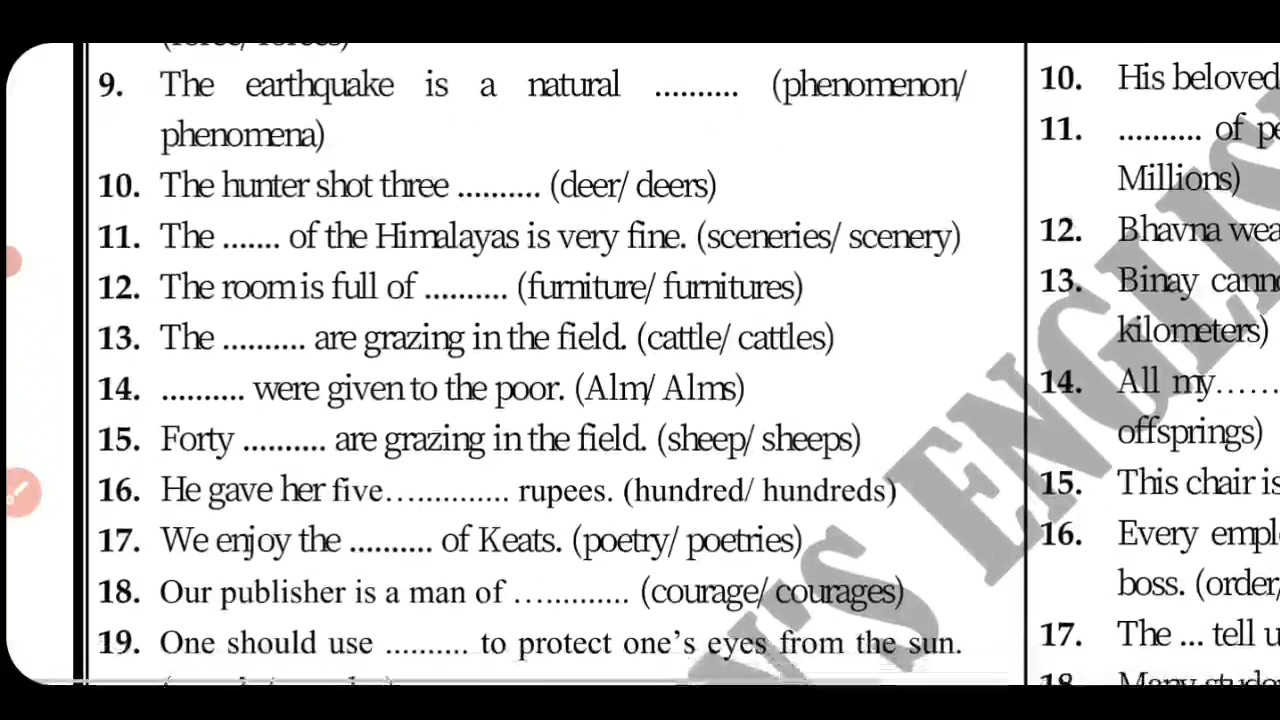 9. The earthquake is a natural .......... (phenomenon/
phenomena)
10. The hunter shot three .......... (deer/ deers)
11. The ....... of the Himalayas is very fine. (sceneries/ scenery)
12. The room is full of .......... (furniture/ furnitures)
13. The .......... are grazing in the field. (cattle/ cattles)
14. .......... were given to the poor. (Alm/ Alms)
15. Forty .......... are grazing in the field. (sheep/ sheeps)
16. He gave her five…........... rupees. (hundred/ hundreds)
17. We enjoy the .......... of Keats. (poetry/ poetries)
18. Our publisher is a man of ….......... (courage/ courages)
19. One should use .......... to protect one's eyes from the sun.
10. His beloved
11. .......... of
Millions)
12. Bhavna
13. Binay
kilometers)
14. All my……
offsprings)
15. This chair is
16. Every
boss. (order/
17. The ... tell
18. Many
ENGLIS